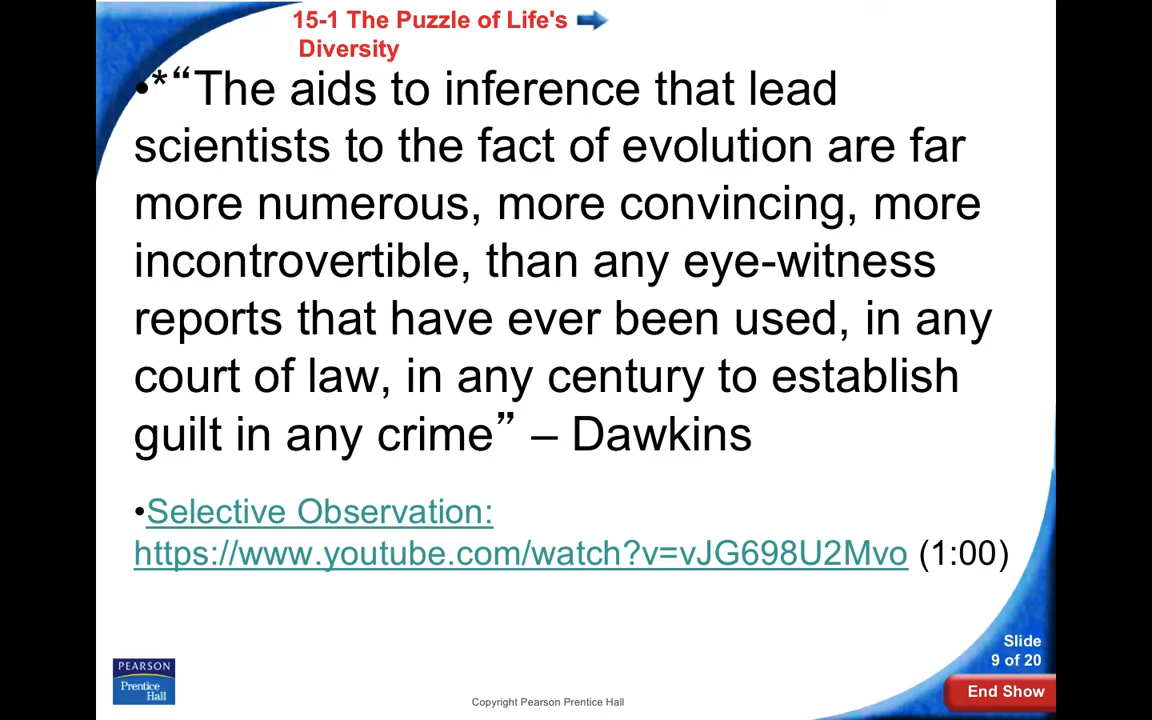 15-1 The Puzzle of Life's
Diversity
•*“The aids to inference that lead
scientists to the fact of evolution are far
more numerous, more convincing, more
incontrovertible, than any eye-witness
reports that have ever been used, in any
court of law, in any century to establish
guilt in any crime” – Dawkins
•Selective Observation:
https://www.youtube.com/watch?v=vJG698U2Mvo (1:00)
Slide
9 of 20
End Show
PEARSON
Prentice
Hall
Copyright Pearson Prentice Hall